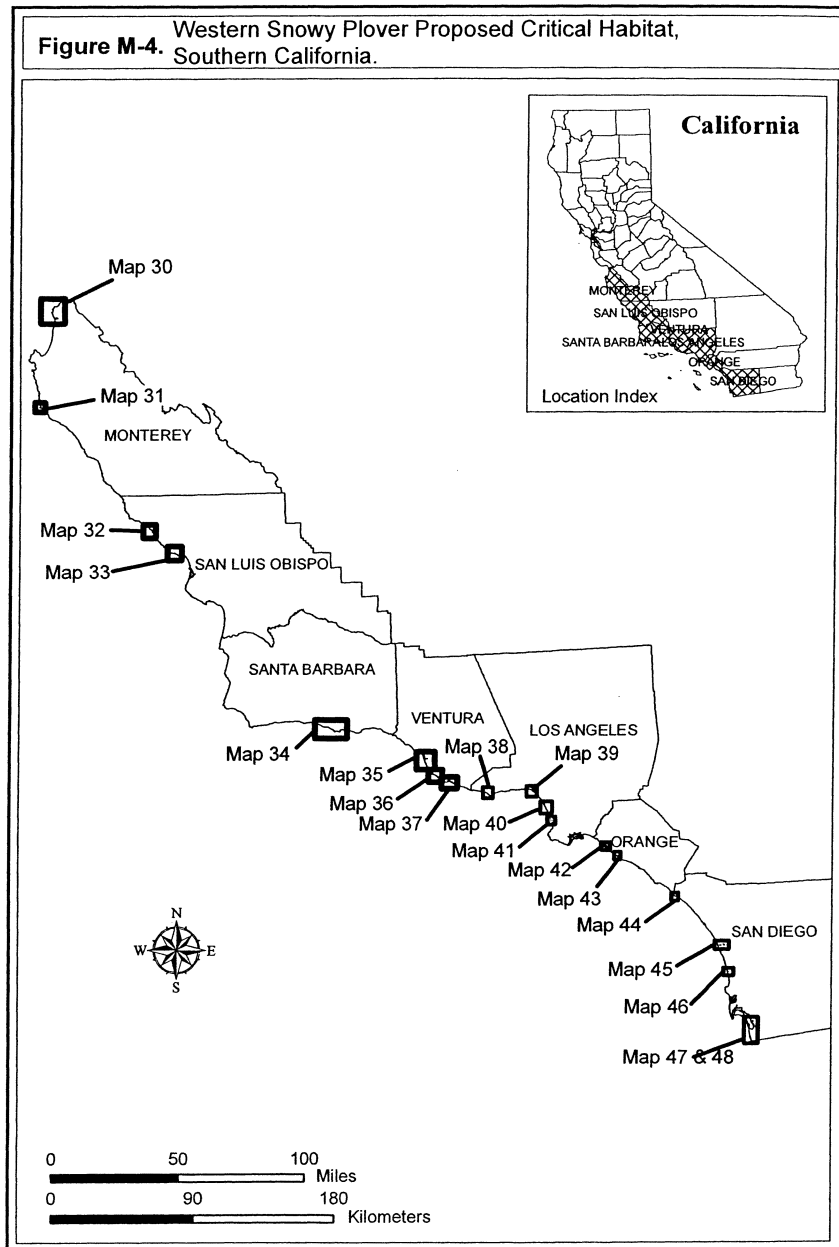 Figure M-4. Western Snowy Plover Proposed Critical Habitat,
Southern California.
California
MONTEREY
SAN LUIS OBISPO
VENTURA
SANTA BARBARA
LOS ANGELES
ORANGE
SAN DIEGO
Location Index
Map 30
Map 31
MONTEREY
Map 32
SAN LUIS OBISPO
Map 33
SANTA BARBARA
VENTURA
LOS ANGELES
Map 34
Map 38
Map 39
Map 35
Map 36
Map 37
Map 40
Map 41
ORANGE
Map 42
Map 43
Map 44
SAN DIEGO
Map 45
Map 46
Map 47 & 48
N
W
E
S
0 50 100
Miles
0 90 180
Kilometers